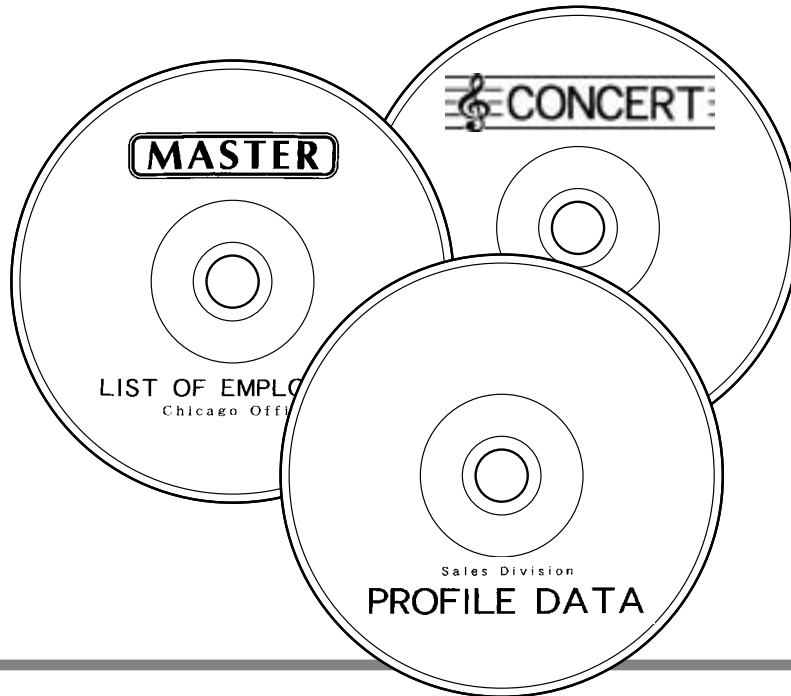 CONCERT
MASTER
LIST OF EMPLO
Chicago Offi
Sales Division
PROFILE DATA